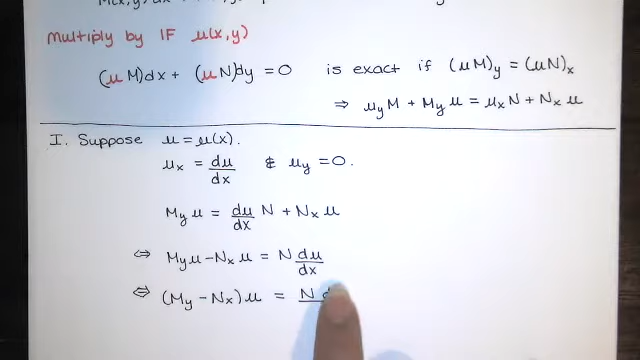 multiply by IF μ(x,y)
(μM)dx + (μN)dy = 0 is exact if (μM)y = (μN)x
⇒ μyM + Myμ = μxN + Nxμ
I. Suppose μ = μ(x).
μx = dμ/dx & μy = 0.
Myμ = dμ/dx N + Nxμ
⇔ Myμ - Nxμ = N dμ/dx
⇔ (My - Nx)μ = N d